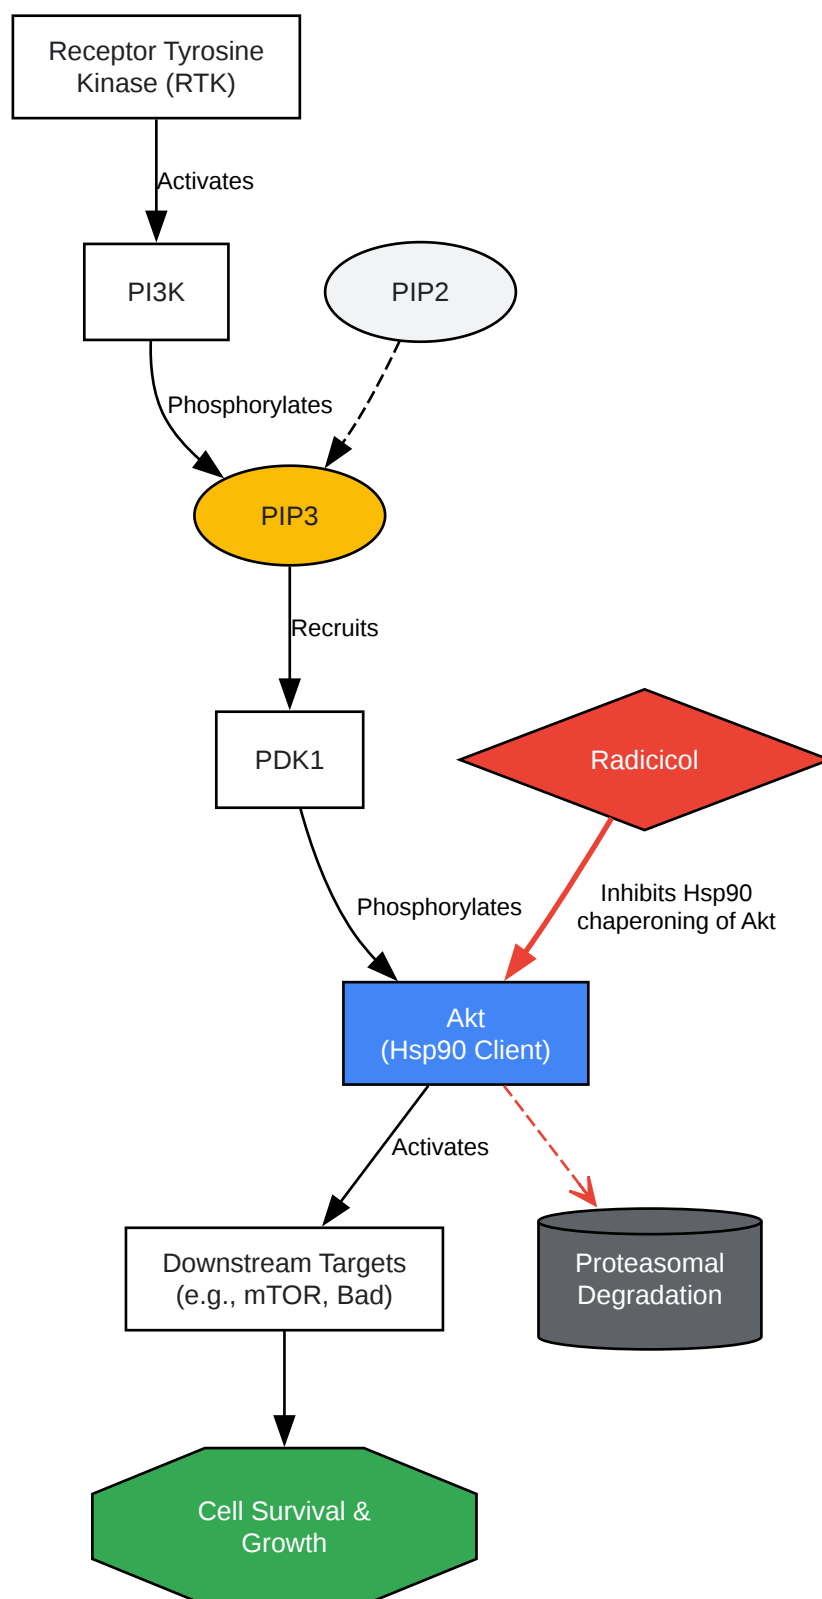 Receptor Tyrosine
Kinase (RTK)
Activates
PI3K
PIP2
Phosphorylates
PIP3
Recruits
PDK1
Radicicol
Phosphorylates
Inhibits Hsp90
chaperoning of Akt
Akt
(Hsp90 Client)
Activates
Downstream Targets
(e.g., mTOR, Bad)
Proteasomal
Degradation
Cell Survival &
Growth